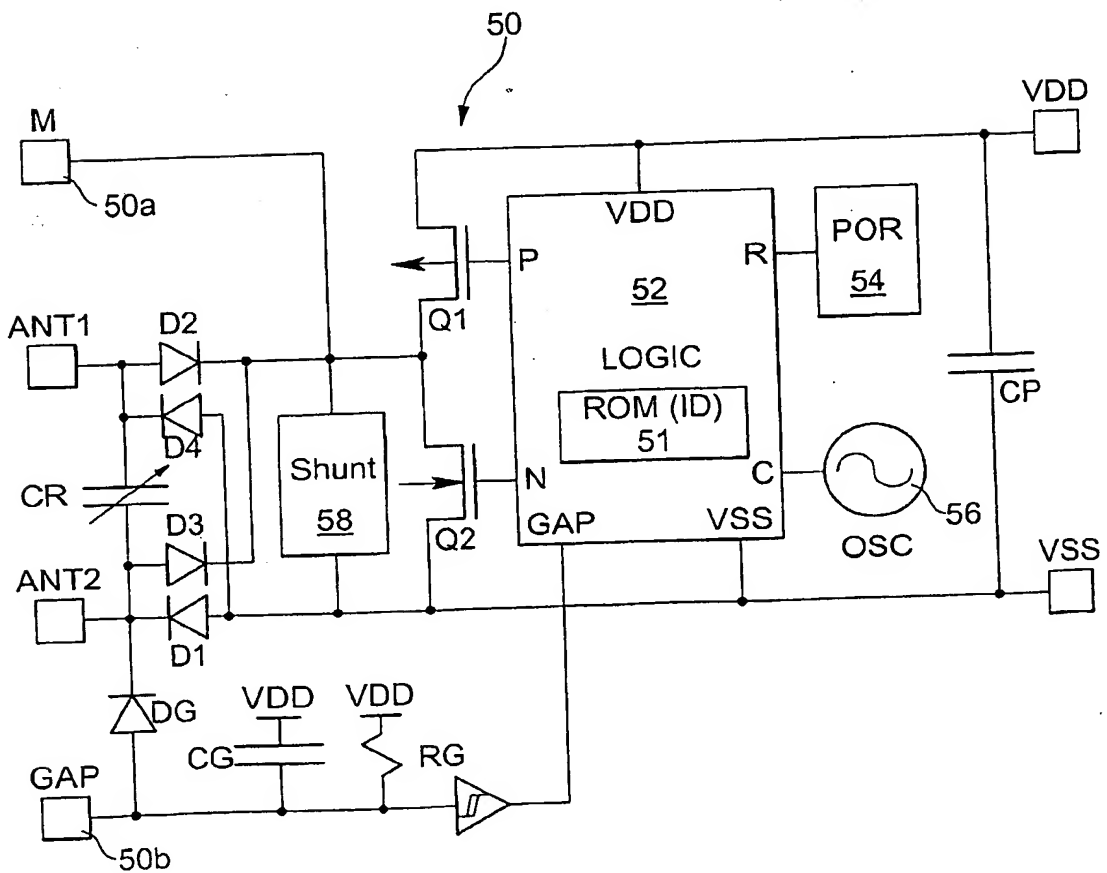 50
M
50a
VDD
VDD
P
R
POR
54
52
Q1
ANT1
D2
LOGIC
ROM (ID)
51
CP
D4
CR
Shunt
58
N
C
Q2
GAP
VSS
56
OSC
D3
ANT2
D1
VSS
DG
VDD
VDD
CG
RG
GAP
50b